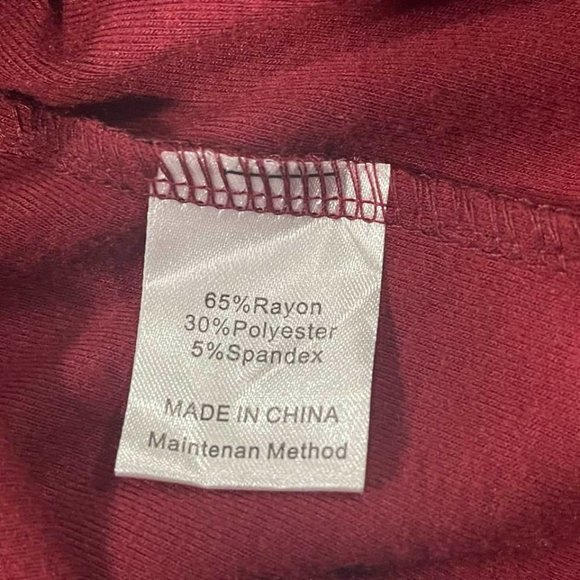 65%Rayon
30%Polyester
5%Spandex
MADE IN CHINA
Maintenan Method